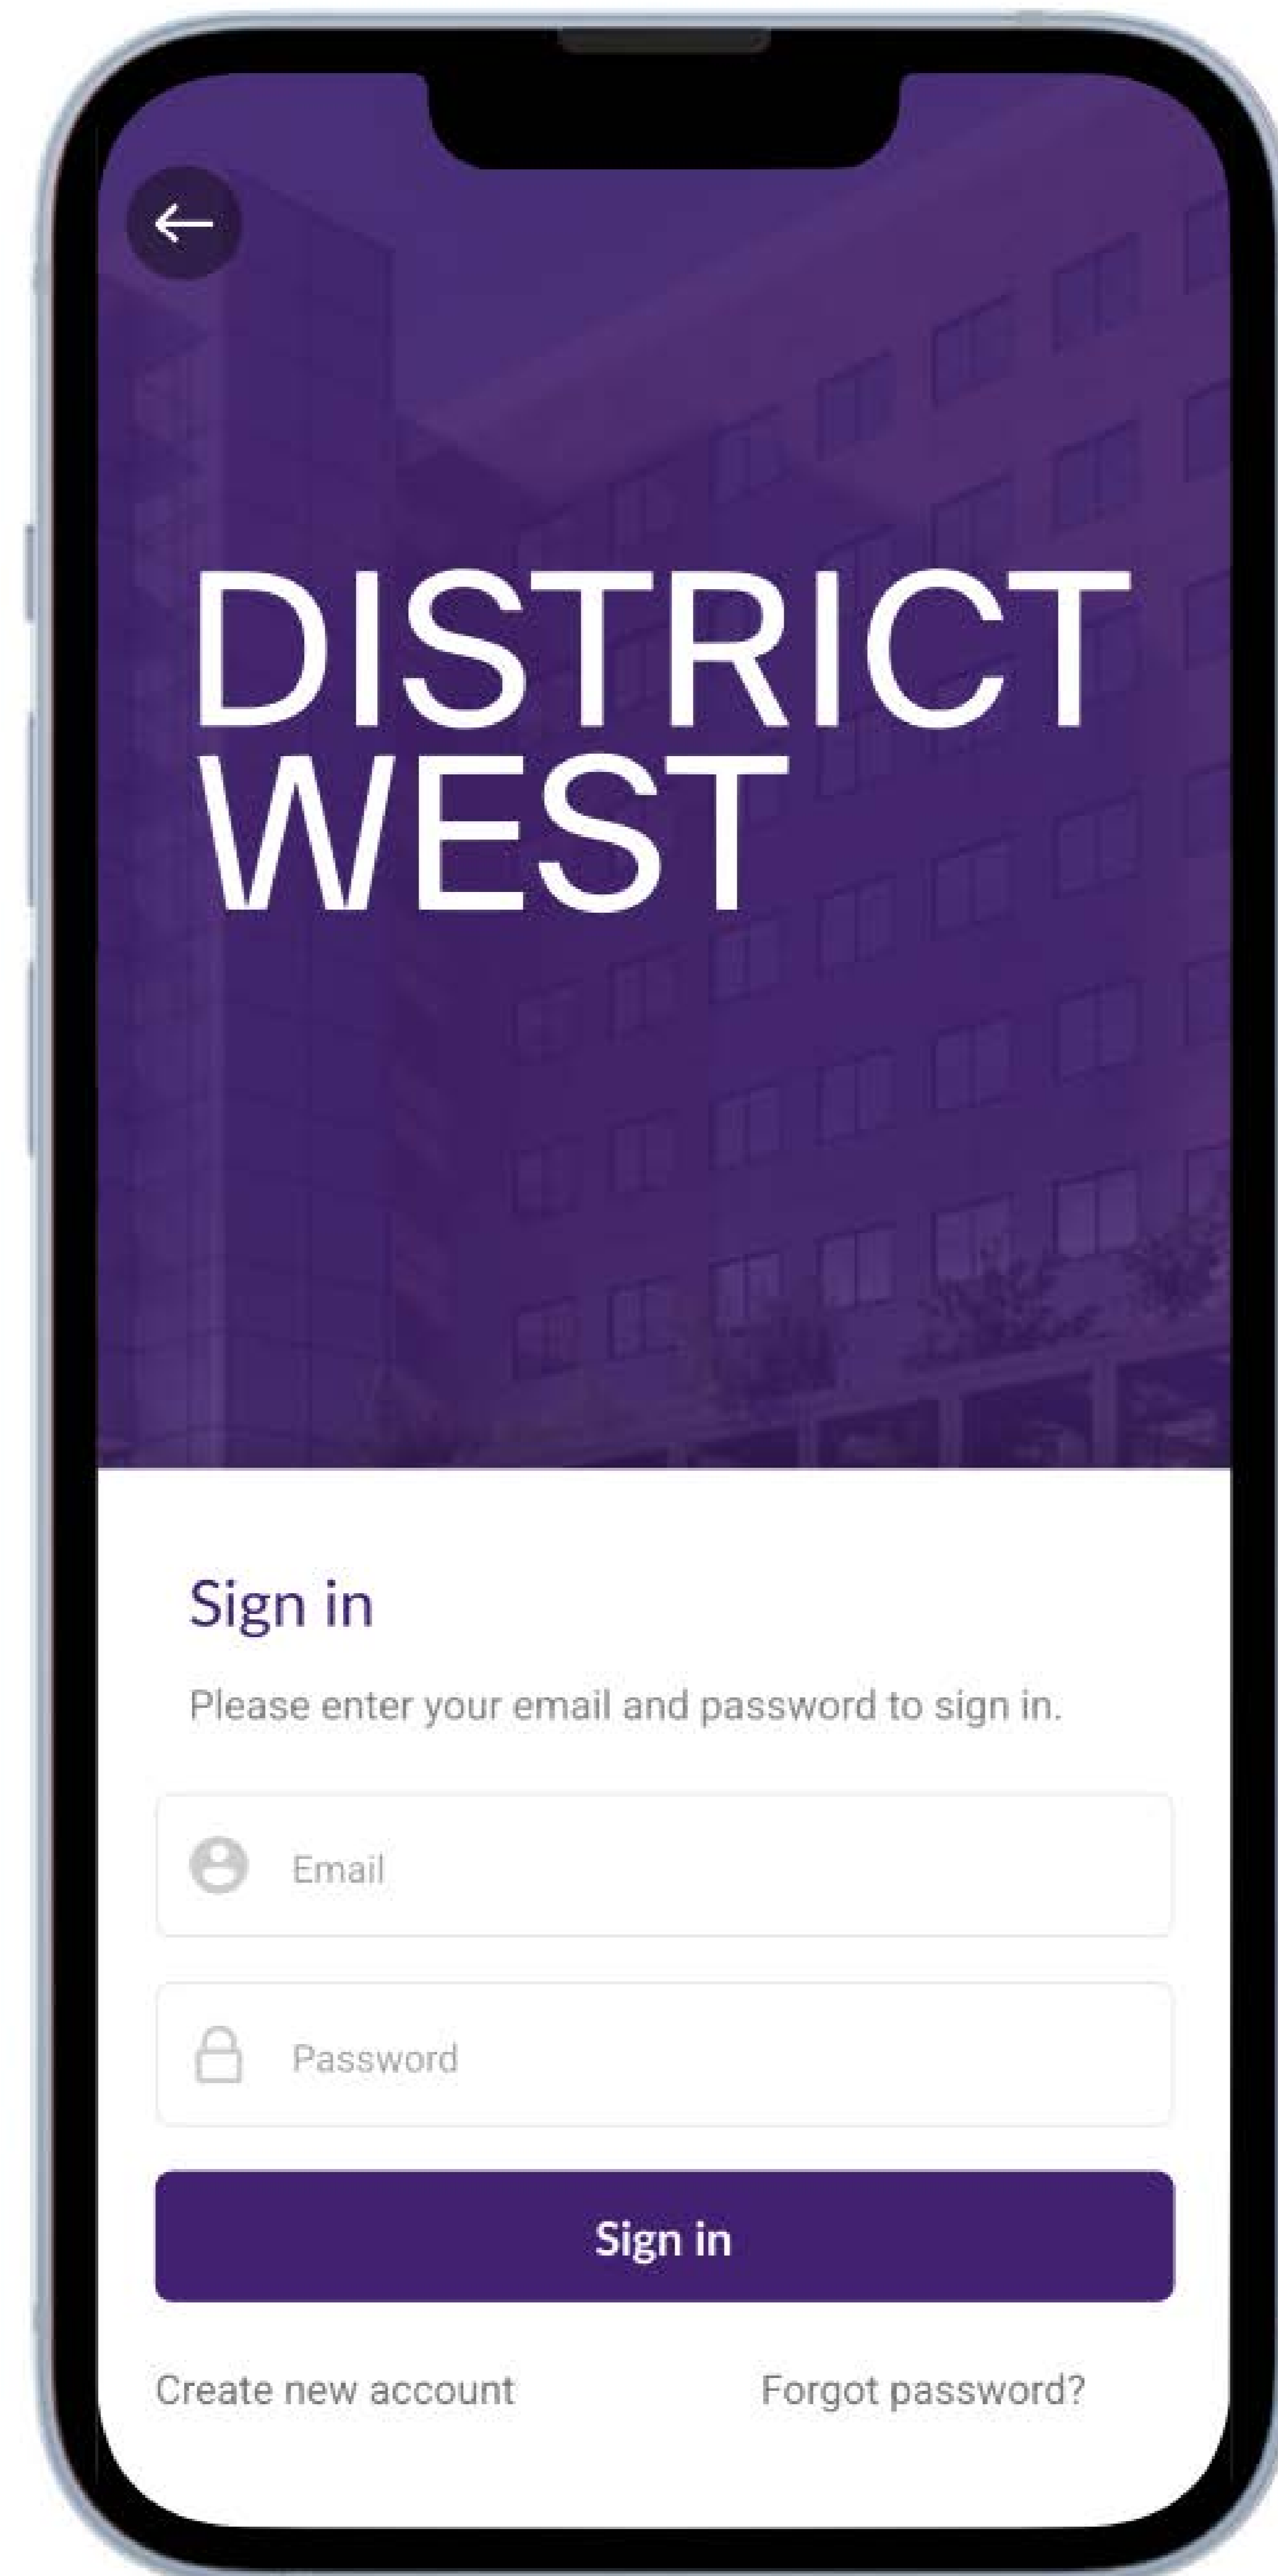 DISTRICT
WEST
Sign in
Please enter your email and password to sign in.
Email
Password
Sign in
Create new account
Forgot password?